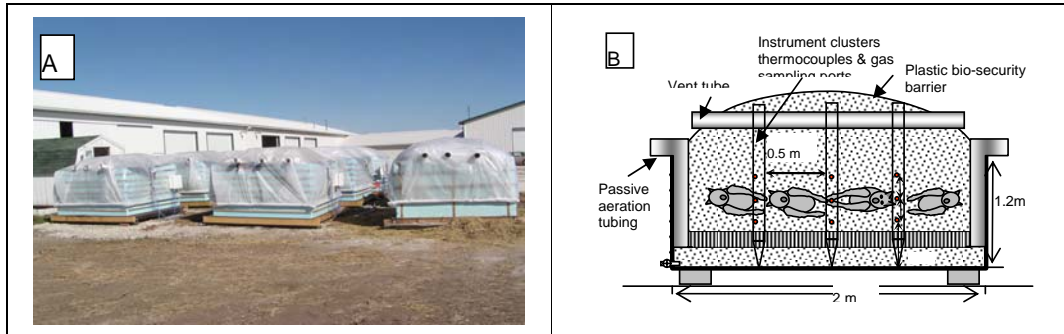 A
B
Instrument clusters
thermocouples & gas
sampling ports
Plastic bio-security
barrier
Vent tube
0.5 m
Passive
aeration
tubing
1.2m
2 m